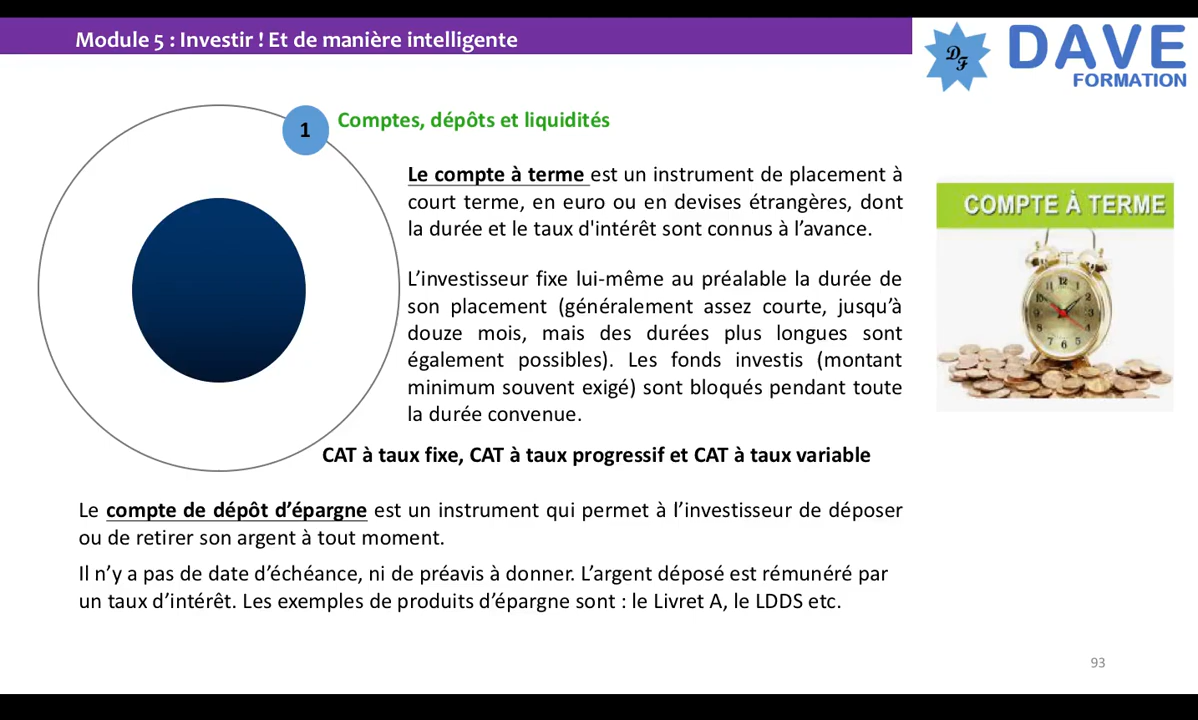 Module 5 : Investir ! Et de manière intelligente
DF
DAVE
FORMATION
1
Comptes, dépôts et liquidités
Le compte à terme est un instrument de placement à
court terme, en euro ou en devises étrangères, dont
la durée et le taux d'intérêt sont connus à l’avance.
COMPTE À TERME
L’investisseur fixe lui-même au préalable la durée de
son placement (généralement assez courte, jusqu’à
douze mois, mais des durées plus longues sont
également possibles). Les fonds investis (montant
minimum souvent exigé) sont bloqués pendant toute
la durée convenue.
CAT à taux fixe, CAT à taux progressif et CAT à taux variable
Le compte de dépôt d’épargne est un instrument qui permet à l’investisseur de déposer
ou de retirer son argent à tout moment.
Il n’y a pas de date d’échéance, ni de préavis à donner. L’argent déposé est rémunéré par
un taux d’intérêt. Les exemples de produits d’épargne sont : le Livret A, le LDDS etc.
93